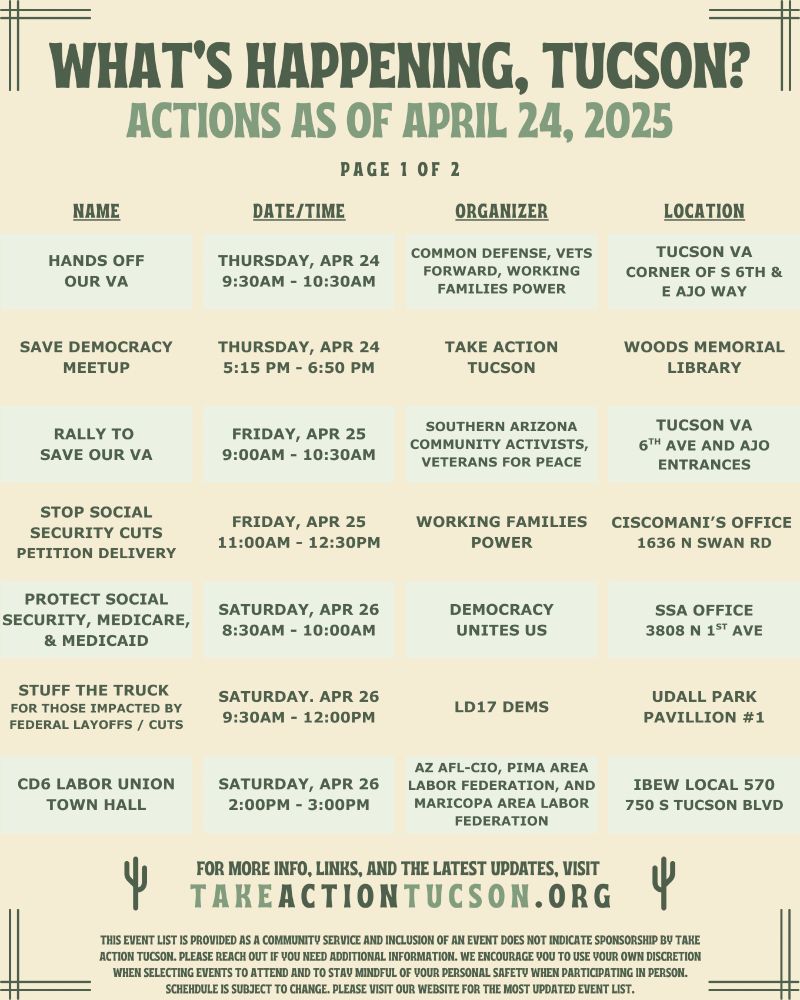 WHAT'S HAPPENING, TUCSON?
ACTIONS AS OF APRIL 24, 2025
PAGE 1 OF 2
NAME DATE/TIME ORGANIZER LOCATION
HANDS OFF
OUR VA
THURSDAY, APR 24
9:30AM - 10:30AM
COMMON DEFENSE, VETS
FORWARD, WORKING
FAMILIES POWER
TUCSON VA
CORNER OF S 6TH &
E AJO WAY
SAVE DEMOCRACY
MEETUP
THURSDAY, APR 24
5:15 PM - 6:50 PM
TAKE ACTION
TUCSON
WOODS MEMORIAL
LIBRARY
RALLY TO
SAVE OUR VA
FRIDAY, APR 25
9:00AM - 10:30AM
SOUTHERN ARIZONA
COMMUNITY ACTIVISTS,
VETERANS FOR PEACE
TUCSON VA
6TH AVE AND AJO
ENTRANCES
STOP SOCIAL
SECURITY CUTS
PETITION DELIVERY
FRIDAY, APR 25
11:00AM - 12:30PM
WORKING FAMILIES
POWER
CISCOMANI'S OFFICE
1636 N SWAN RD
PROTECT SOCIAL
SECURITY, MEDICARE,
& MEDICAID
SATURDAY, APR 26
8:30AM - 10:00AM
DEMOCRACY
UNITES US
SSA OFFICE
3808 N 1ST AVE
STUFF THE TRUCK
FOR THOSE IMPACTED BY
FEDERAL LAYOFFS / CUTS
SATURDAY. APR 26
9:30AM - 12:00PM
LD17 DEMS
UDALL PARK
PAVILLION #1
CD6 LABOR UNION
TOWN HALL
SATURDAY, APR 26
2:00PM - 3:00PM
AZ AFL-CIO, PIMA AREA
LABOR FEDERATION, AND
MARICOPA AREA LABOR
FEDERATION
IBEW LOCAL 570
750 S TUCSON BLVD
FOR MORE INFO, LINKS, AND THE LATEST UPDATES, VISIT
TAKEACTIONTUCSON.ORG
THIS EVENT LIST IS PROVIDED AS A COMMUNITY SERVICE AND INCLUSION OF AN EVENT DOES NOT INDICATE SPONSORSHIP BY TAKE
ACTION TUCSON. PLEASE REACH OUT IF YOU NEED ADDITIONAL INFORMATION. WE ENCOURAGE YOU TO USE YOUR OWN DISCRETION
WHEN SELECTING EVENTS TO ATTEND AND TO STAY MINDFUL OF YOUR PERSONAL SAFETY WHEN PARTICIPATING IN PERSON.
SCHEHDULE IS SUBJECT TO CHANGE. PLEASE VISIT OUR WEBSITE FOR THE MOST UPDATED EVENT LIST.